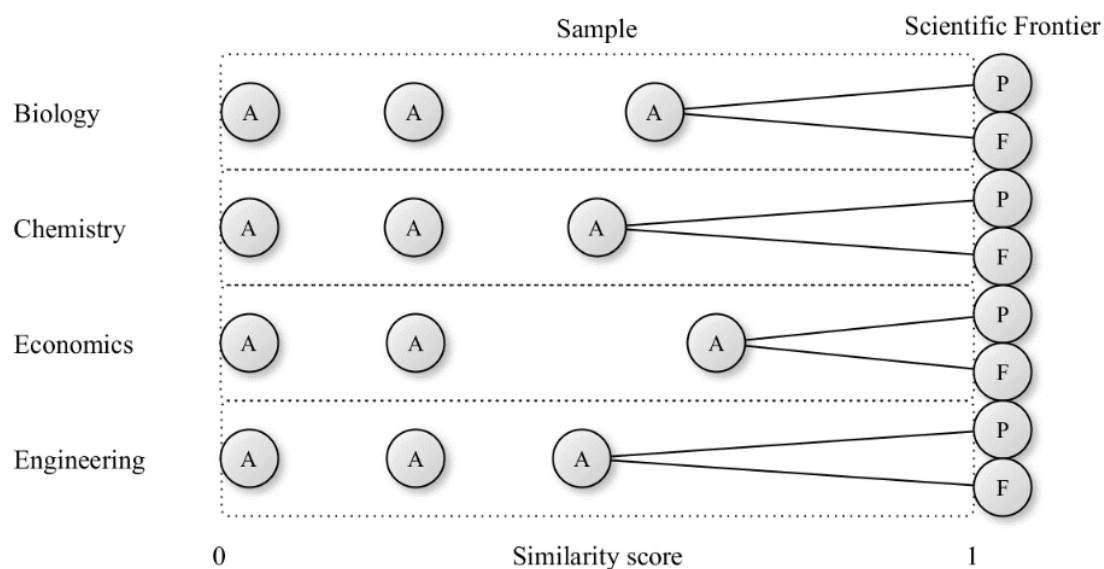 Sample Scientific Frontier
Biology A A A P F
Chemistry A A A P F
Economics A A A P F
Engineering A A A P F
0 Similarity score 1